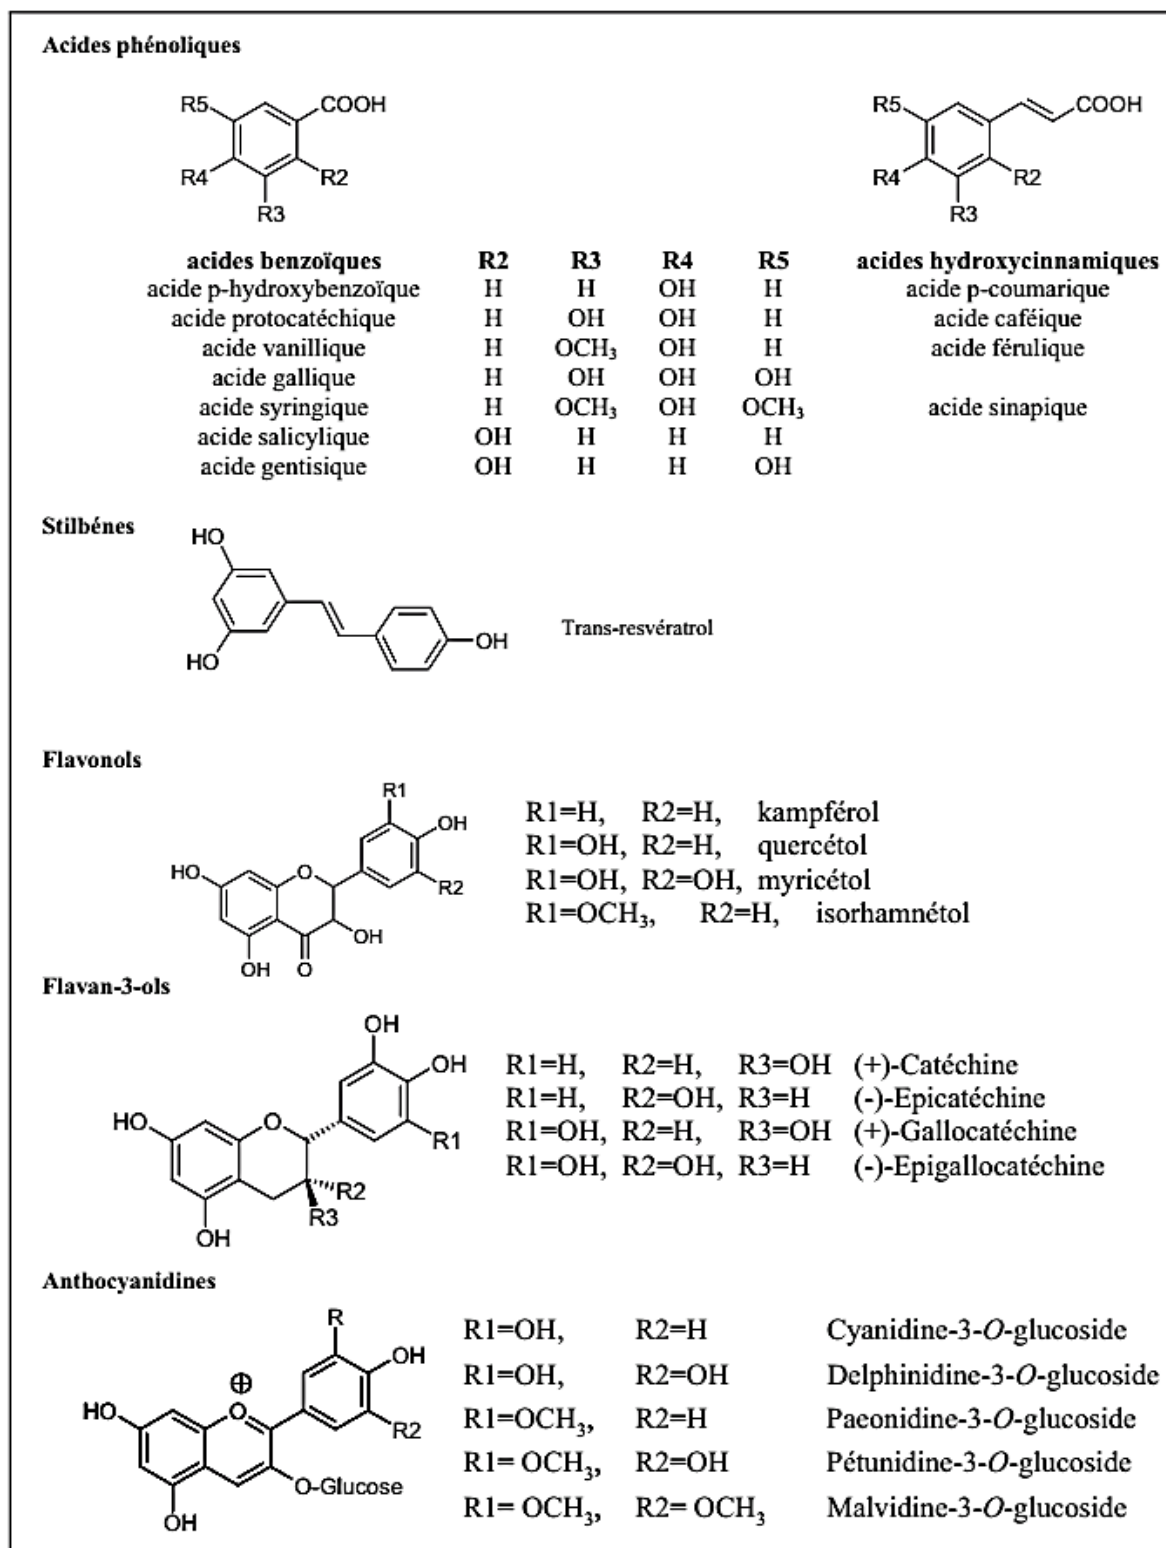 Acides phénoliques
R5 COOH
R4 R2
R3
R5 COOH
R4 R2
R3
acides benzoïques R2 R3 R4 R5 acides hydroxycinnamiques
acide p-hydroxybenzoïque H H OH H acide p-coumarique
acide protocatéchique H OH OH H acide caféique
acide vanillique H OCH₃ OH H acide férulique
acide gallique H OH OH OH
acide syringique H OCH₃ OH OCH₃ acide sinapique
acide salicylique OH H H H
acide gentisique OH H H OH
Stilbénes
HO
OH
HO
Trans-resvératrol
Flavonols
R1
OH
HO O R2
OH
OH O
R1=H, R2=H, kampférol
R1=OH, R2=H, quercétol
R1=OH, R2=OH, myricétol
R1=OCH₃, R2=H, isorhamnétol
Flavan-3-ols
OH
OH
HO O R1
R2
R3
OH
R1=H, R2=H, R3=OH (+)-Catéchine
R1=H, R2=OH, R3=H (-)-Epicatéchine
R1=OH, R2=H, R3=OH (+)-Gallocatéchine
R1=OH, R2=OH, R3=H (-)-Epigallocatéchine
Anthocyanidines
R
OH
⊕
HO O R2
O-Glucose
OH
R1=OH, R2=H Cyanidine-3-O-glucoside
R1=OH, R2=OH Delphinidine-3-O-glucoside
R1=OCH₃, R2=H Paeonidine-3-O-glucoside
R1= OCH₃, R2=OH Pétunidine-3-O-glucoside
R1= OCH₃, R2= OCH₃ Malvidine-3-O-glucoside